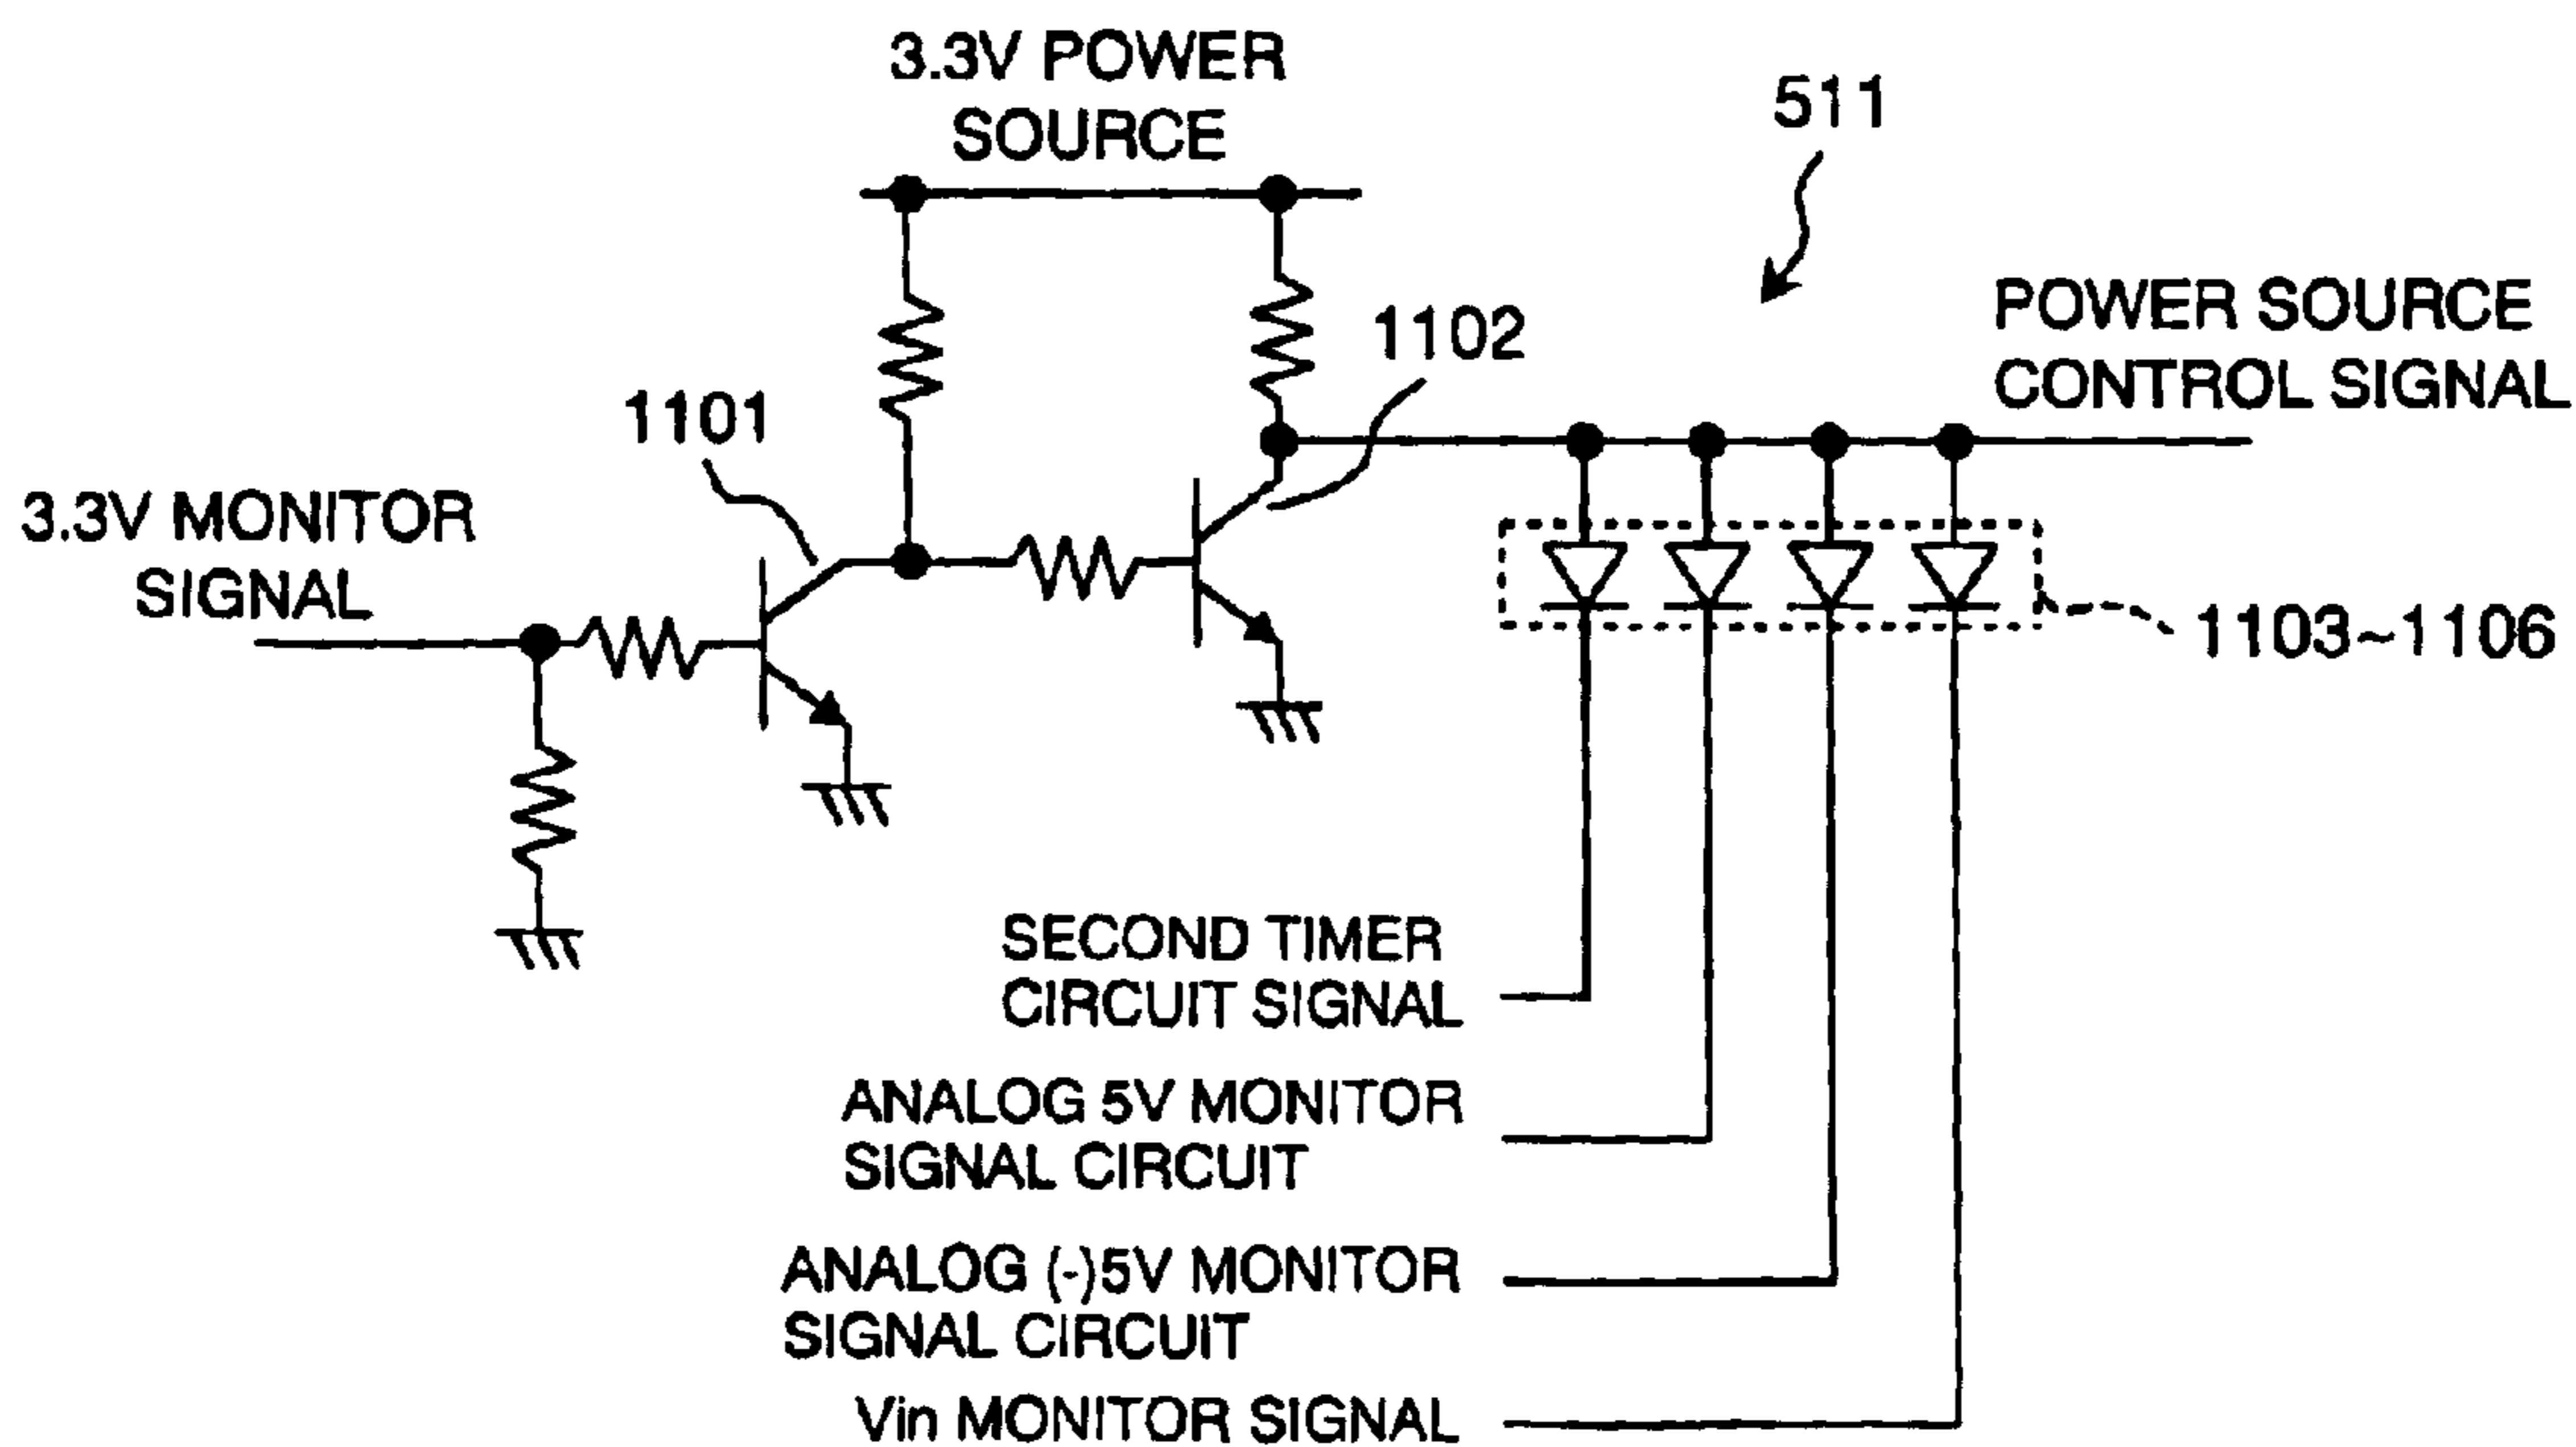 3.3V POWER
SOURCE
511
1102
POWER SOURCE
CONTROL SIGNAL
1101
3.3V MONITOR
SIGNAL
1103~1106
SECOND TIMER
CIRCUIT SIGNAL
ANALOG 5V MONITOR
SIGNAL CIRCUIT
ANALOG (-)5V MONITOR
SIGNAL CIRCUIT
Vin MONITOR SIGNAL